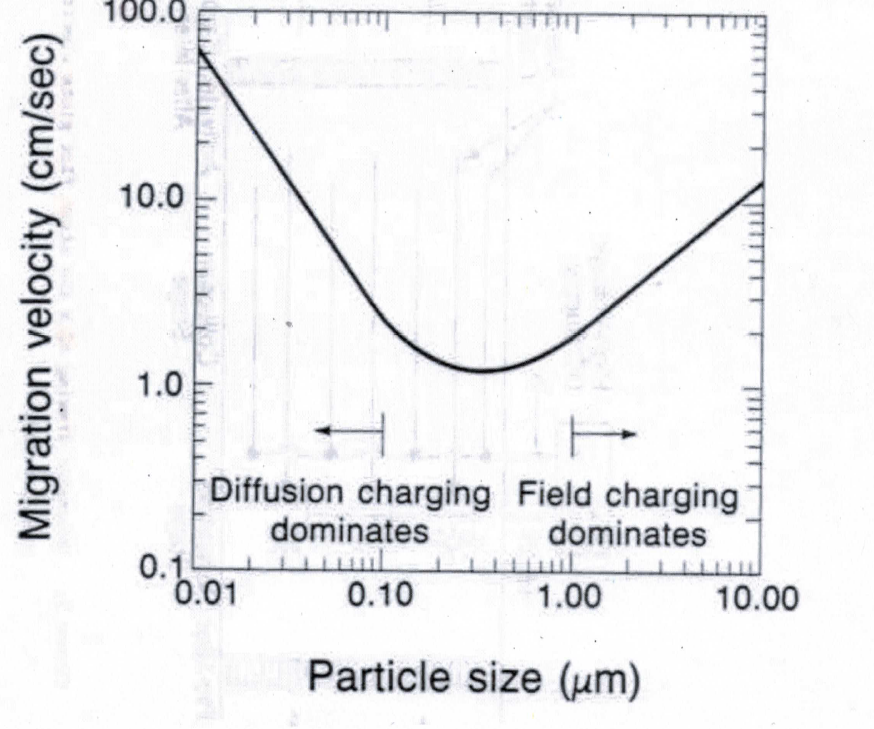 100.0
10.0
1.0
0.1
Migration velocity (cm/sec)
Diffusion charging
dominates
Field charging
dominates
0.01
0.10
1.00
10.00
Particle size (μm)